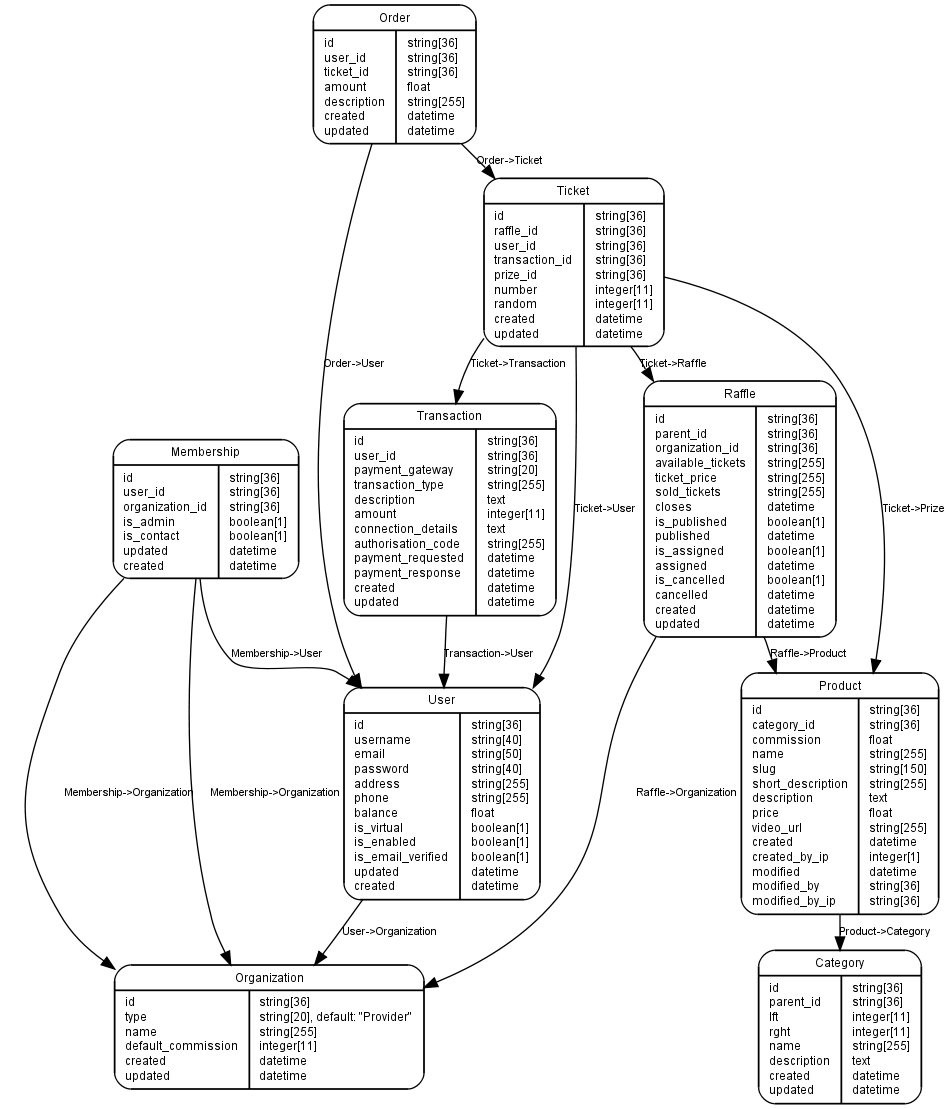 Order
id string[36]
user_id string[36]
ticket_id string[36]
amount float
description string[255]
created datetime
updated datetime
Order->Ticket
Ticket
id string[36]
raffle_id string[36]
user_id string[36]
transaction_id string[36]
prize_id string[36]
number integer[11]
random integer[11]
created datetime
updated datetime
Order->User
Ticket->Transaction
Ticket->Raffle
Raffle
id string[36]
parent_id string[36]
organization_id string[36]
available_tickets string[255]
ticket_price string[255]
sold_tickets string[255]
closes datetime
is_published boolean[1]
published datetime
is_assigned boolean[1]
assigned datetime
is_cancelled boolean[1]
cancelled datetime
created datetime
updated datetime
Transaction
id string[36]
user_id string[36]
payment_gateway string[20]
transaction_type string[255]
description text
amount integer[11]
connection_details text
authorisation_code string[255]
payment_requested datetime
payment_response datetime
created datetime
updated datetime
Membership
id string[36]
user_id string[36]
organization_id string[36]
is_admin boolean[1]
is_contact boolean[1]
updated datetime
created datetime
Ticket->User
Ticket->Prize
Membership->User
Transaction->User
Raffle->Product
User
id string[36]
username string[40]
email string[50]
password string[40]
address string[255]
phone string[255]
balance float
is_virtual boolean[1]
is_enabled boolean[1]
is_email_verified boolean[1]
updated datetime
created datetime
Product
id string[36]
category_id string[36]
commission float
name string[255]
slug string[150]
short_description string[255]
description text
price float
video_url string[255]
created datetime
created_by_ip integer[1]
modified datetime
modified_by string[36]
modified_by_ip string[36]
Membership->Organization
Membership->Organization
Raffle->Organization
User->Organization
Product->Category
Organization
id string[36]
type string[20], default: "Provider"
name string[255]
default_commission integer[11]
created datetime
updated datetime
Category
id string[36]
parent_id string[36]
lft integer[11]
rght integer[11]
name string[255]
description text
created datetime
updated datetime